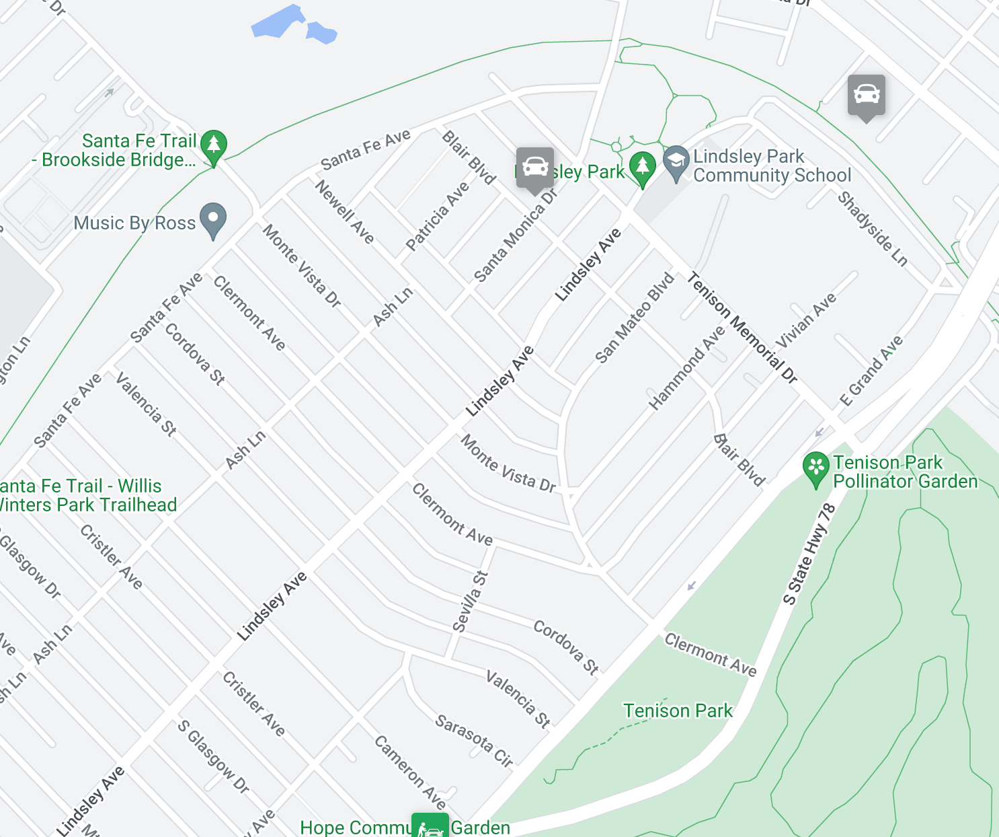 Santa Fe Trail
- Brookside Bridge...
Santa Fe Ave
Blair Blvd
Lindsley Park
Community School
Music By Ross
Newell Ave
Patricia Ave
Santa Monica Dr
Shadyside Ln
Monte Vista Dr
Lindsley Ave
Santa Fe Ave
Clermont Ave
Ash Ln
San Mateo Blvd
Tenison Memorial Dr
Vivian Ave
Cordova St
Hammond Ave
E Grand Ave
Lindsley Ave
Santa Fe Ave
Valencia St
Ash Ln
Monte Vista Dr
Blair Blvd
Tenison Park
Pollinator Garden
anta Fe Trail - Willis
Winters Park Trailhead
Clermont Ave
S State Hwy 78
Cristler Ave
Glasgow Dr
Lindsley Ave
Sevilla St
Cordova St
Clermont Ave
Ash Ln
Valencia St
Tenison Park
Cristler Ave
S Glasgow Dr
Sarasota Cir
Cameron Ave
Lindsley Ave
Hope Commu Garden
Ave